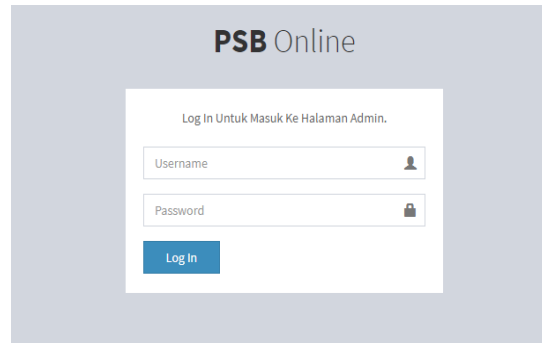 PSB Online
Log In Untuk Masuk Ke Halaman Admin.
Username
Password
Log In